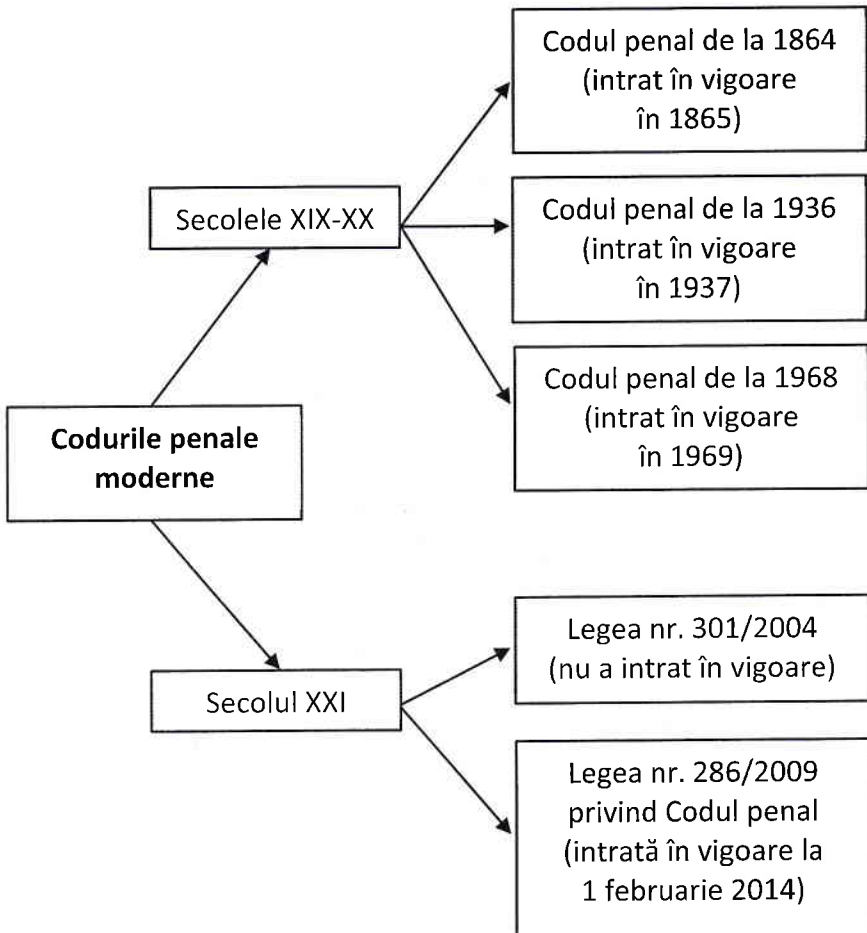 Codurile penale
moderne
Secolele XIX-XX
Codul penal de la 1864
(intrat în vigoare
în 1865)
Codul penal de la 1936
(intrat în vigoare
în 1937)
Codul penal de la 1968
(intrat în vigoare
în 1969)
Secolul XXI
Legea nr. 301/2004
(nu a intrat în vigoare)
Legea nr. 286/2009
privind Codul penal
(intrată în vigoare la
1 februarie 2014)